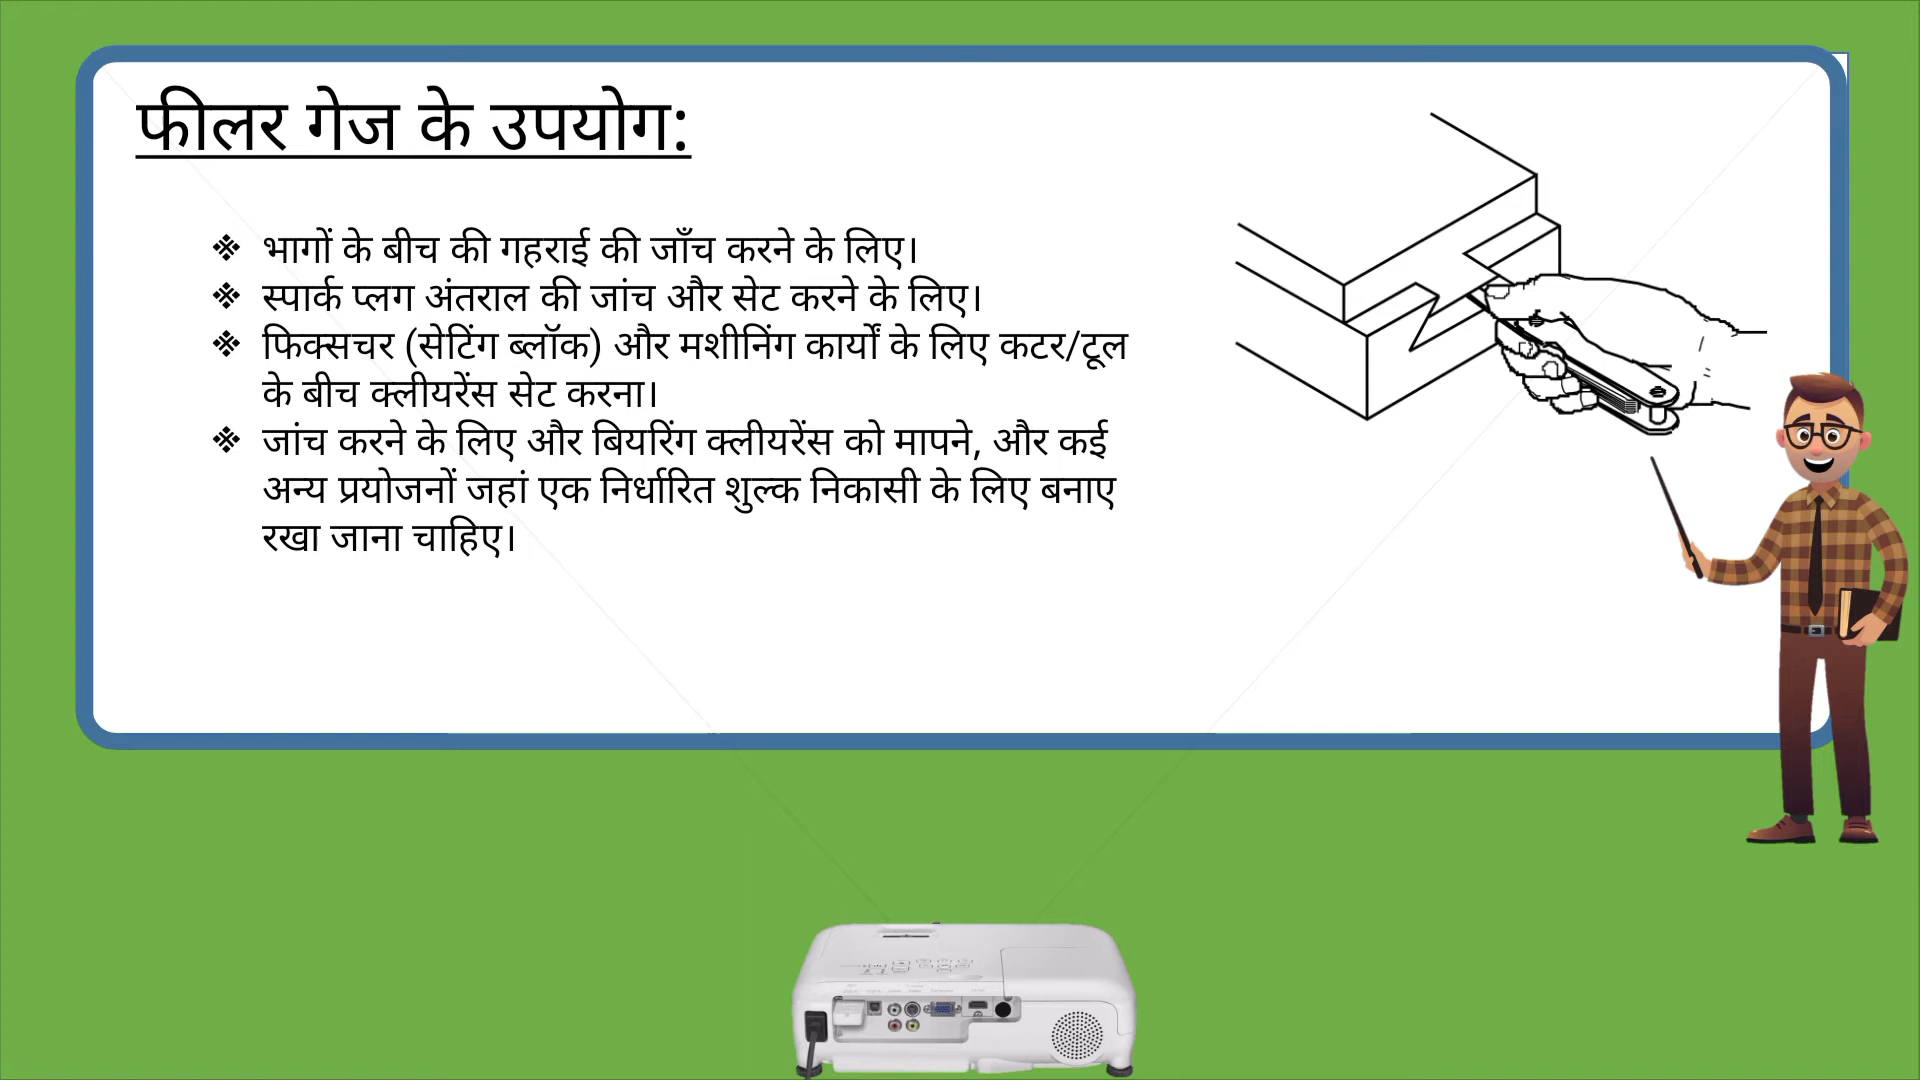 फीलर गेज के उपयोग:
❖ भागों के बीच की गहराई की जाँच करने के लिए।
❖ स्पार्क प्लग अंतराल की जांच और सेट करने के लिए।
❖ फिक्सचर (सेटिंग ब्लॉक) और मशीनिंग कार्यों के लिए कटर/टूल
के बीच क्लीयरेंस सेट करना।
❖ जांच करने के लिए और बियरिंग क्लीयरेंस को मापने, और कई
अन्य प्रयोजनों जहां एक निर्धारित शुल्क निकासी के लिए बनाए
रखा जाना चाहिए।